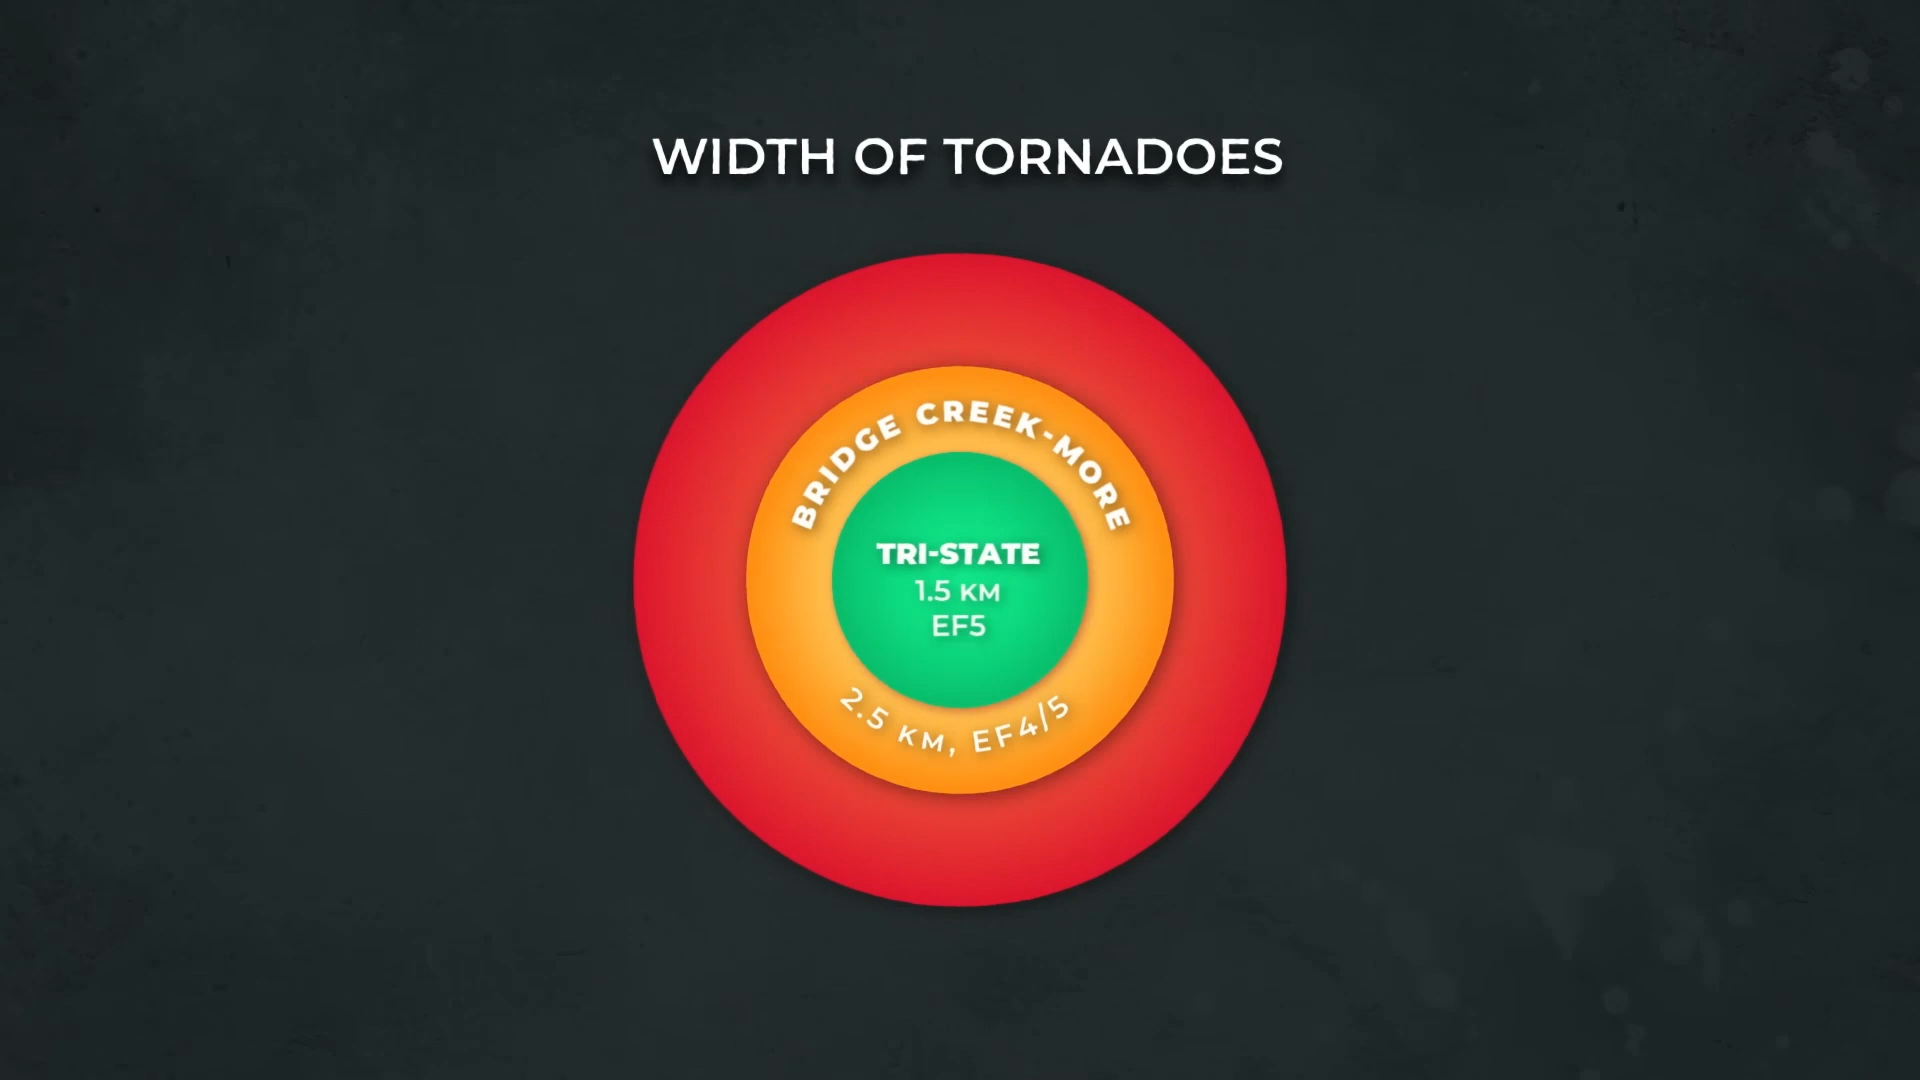 WIDTH OF TORNADOES
BRIDGE CREEK-MORE
TRI-STATE
1.5 KM
EF5
2.5 KM, EF4/5